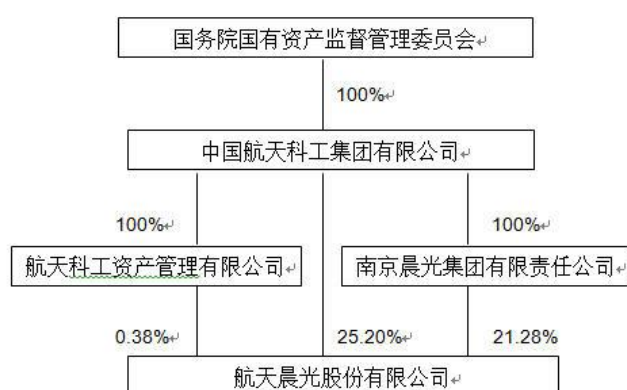 国务院国有资产监督管理委员会
100%
中国航天科工集团有限公司
100% 100%
航天科工资产管理有限公司 南京晨光集团有限责任公司
0.38% 25.20% 21.28%
航天晨光股份有限公司